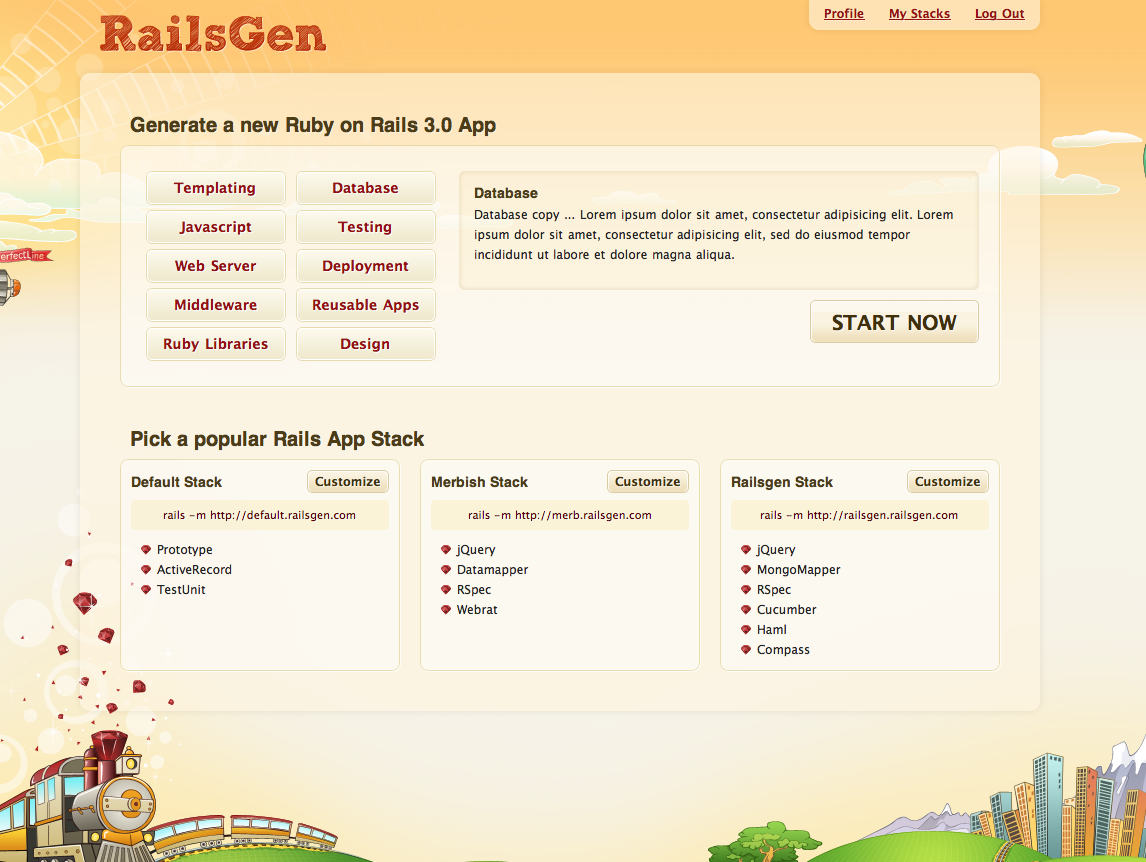 RailsGen
Profile My Stacks Log Out
Generate a new Ruby on Rails 3.0 App
Templating Database
Javascript Testing
Web Server Deployment
Middleware Reusable Apps
Ruby Libraries Design
Database
Database copy ... Lorem ipsum dolor sit amet, consectetur adipisicing elit. Lorem
ipsum dolor sit amet, consectetur adipisicing elit, sed do eiusmod tempor
incididunt ut labore et dolore magna aliqua.
START NOW
erfectLine
Pick a popular Rails App Stack
Default Stack Customize
rails -m http://default.railsgen.com
Prototype
ActiveRecord
TestUnit
Merbish Stack Customize
rails -m http://merb.railsgen.com
jQuery
Datamapper
RSpec
Webrat
Railsgen Stack Customize
rails -m http://railsgen.railsgen.com
jQuery
MongoMapper
RSpec
Cucumber
Haml
Compass